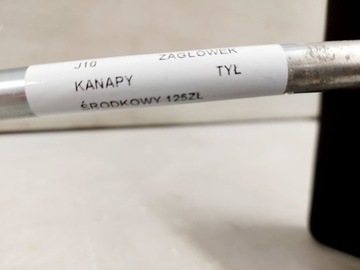 J10 ZAGŁÓWEK
KANAPY TYŁ
ŚRODKOWY 125ZŁ